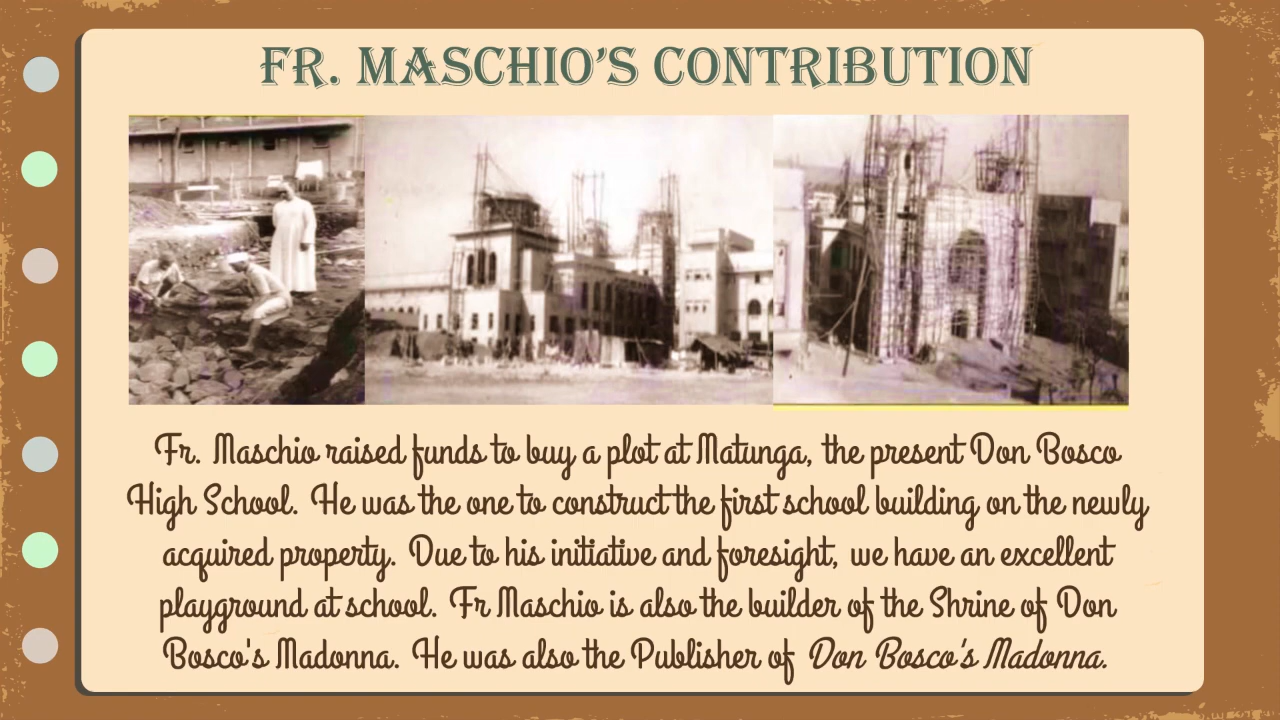 FR. MASCHIO'S CONTRIBUTION
Fr. Maschio raised funds to buy a plot at Matunga, the present Don Bosco
High School. He was the one to construct the first school building on the newly
acquired property. Due to his initiative and foresight, we have an excellent
playground at school. Fr Maschio is also the builder of the Shrine of Don
Bosco's Madonna. He was also the Publisher of Don Bosco's Madonna.